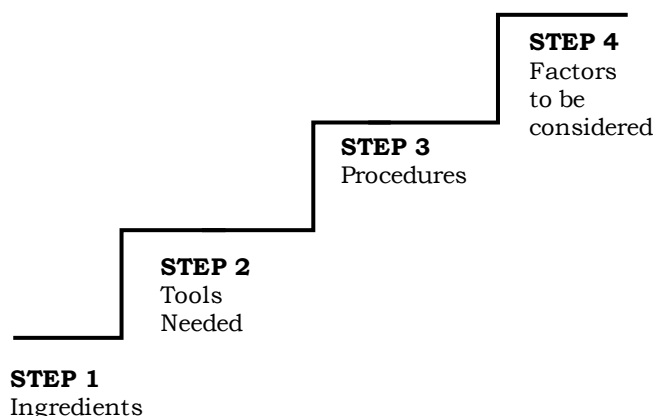 STEP 4
Factors
to be
considered
STEP 3
Procedures
STEP 2
Tools
Needed
STEP 1
Ingredients